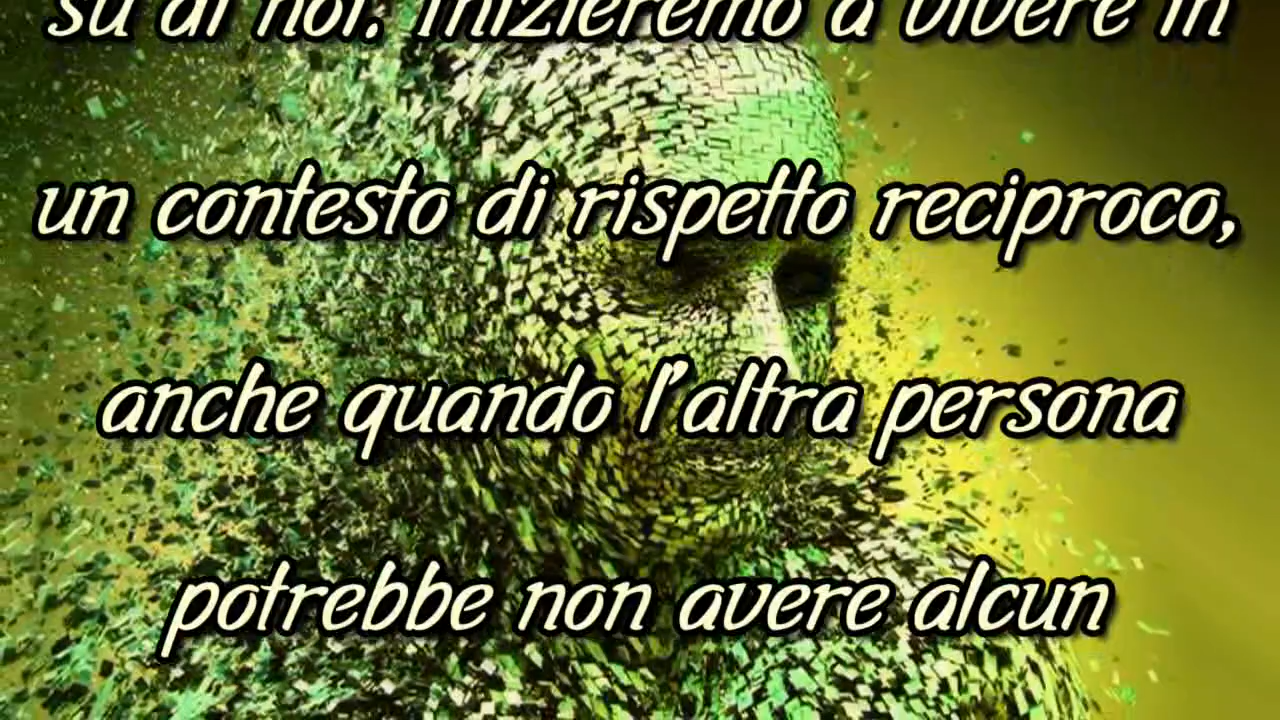 su di noi. Inizieremo a vivere in
un contesto di rispetto reciproco,
anche quando l'altra persona
potrebbe non avere alcun